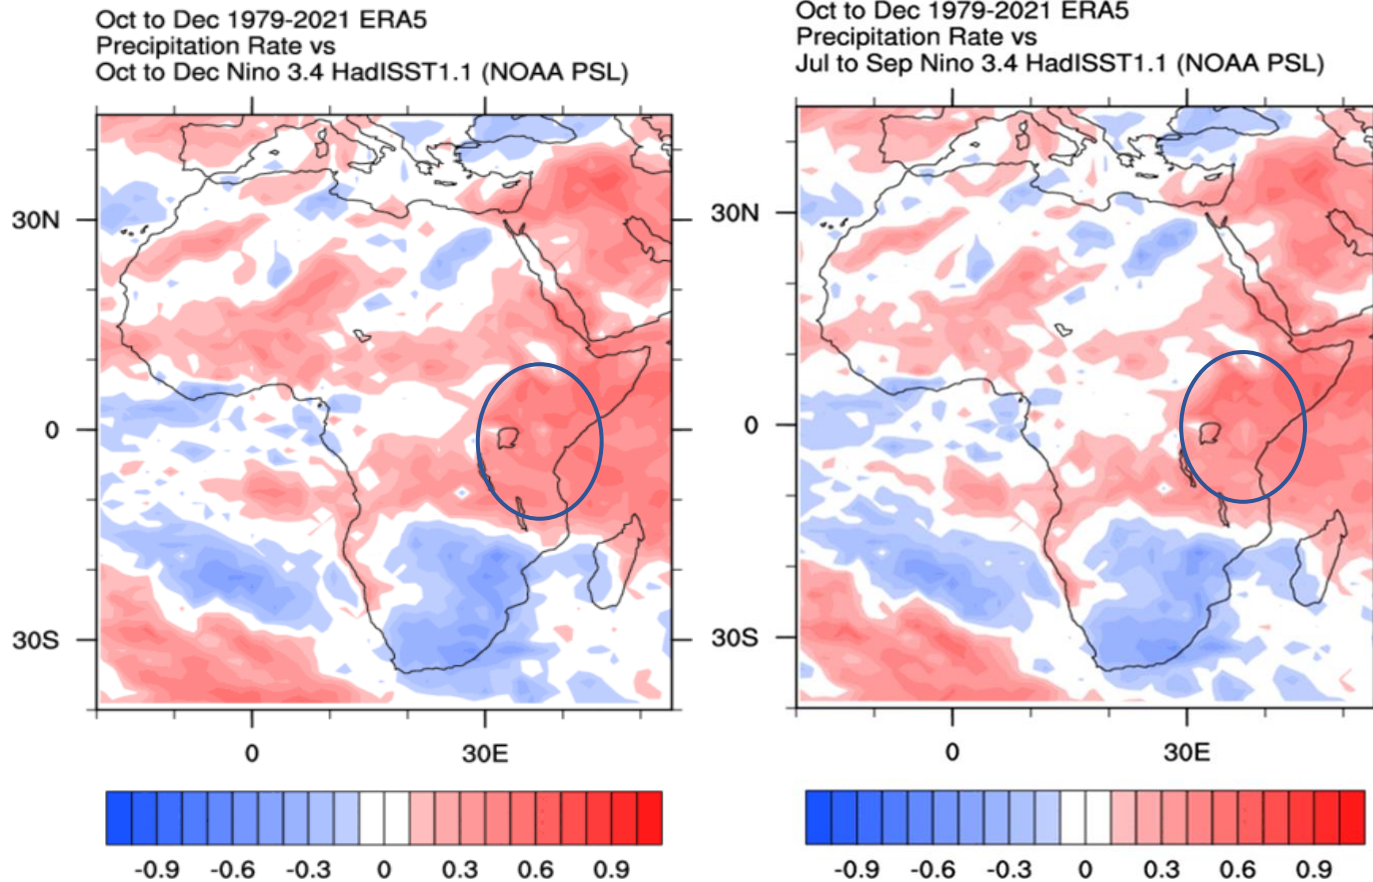 Oct to Dec 1979-2021 ERA5
Precipitation Rate vs
Oct to Dec Nino 3.4 HadISST1.1 (NOAA PSL)
30N
0
30S
0
30E
-0.9
-0.6
-0.3
0
0.3
0.6
0.9
Oct to Dec 1979-2021 ERA5
Precipitation Rate vs
Jul to Sep Nino 3.4 HadISST1.1 (NOAA PSL)
30N
0
30S
0
30E
-0.9
-0.6
-0.3
0
0.3
0.6
0.9